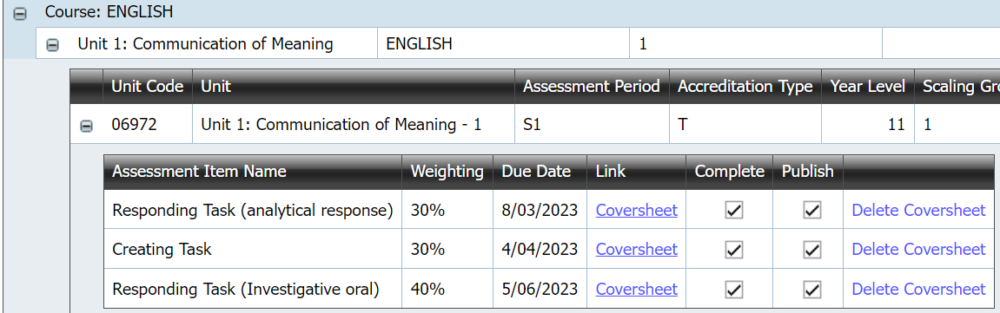 Course: ENGLISH
Unit 1: Communication of Meaning ENGLISH 1
Unit Code Unit Assessment Period Accreditation Type Year Level Scaling Gro
06972 Unit 1: Communication of Meaning - 1 S1 T 11 1
Assessment Item Name Weighting Due Date Link Complete Publish
Responding Task (analytical response) 30% 8/03/2023 Coversheet Delete Coversheet
Creating Task 30% 4/04/2023 Coversheet Delete Coversheet
Responding Task (Investigative oral) 40% 5/06/2023 Coversheet Delete Coversheet